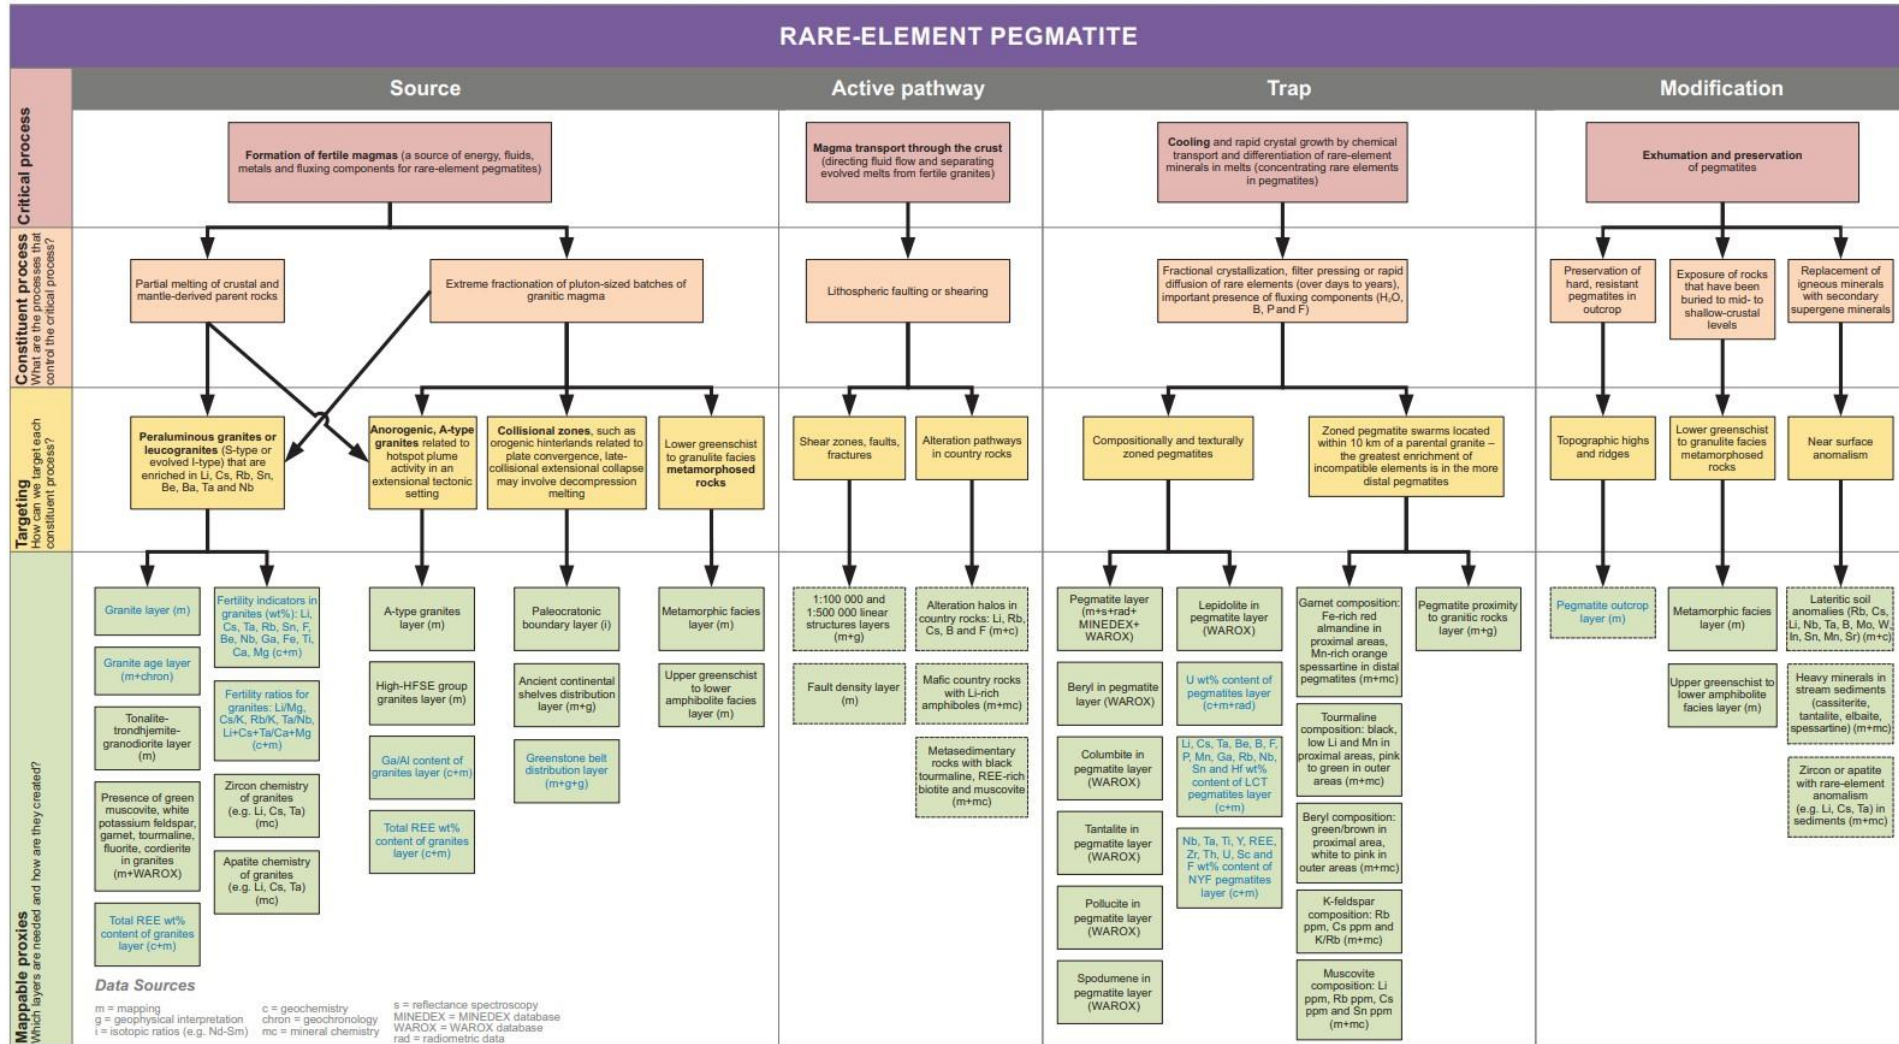 RARE-ELEMENT PEGMATITE
Source
Active pathway
Trap
Modification
Critical process
Formation of fertile magmas (a source of energy, fluids,
metals and fluxing components for rare-element pegmatites)
Magma transport through the crust
(directing fluid flow and separating
evolved melts from fertile granites)
Cooling and rapid crystal growth by chemical
transport and differentiation of rare-element
minerals in melts (concentrating rare elements
in pegmatites)
Exhumation and preservation
of pegmatites
Constituent process
What are the processes that
control the critical process?
Partial melting of crustal and
mantle-derived parent rocks
Extreme fractionation of pluton-sized batches of
granitic magma
Lithospheric faulting or shearing
Fractional crystallization, filter pressing or rapid
diffusion of rare elements (over days to years),
important presence of fluxing components (H₂O,
B, P and F)
Preservation of
hard, resistant
pegmatites in
outcrop
Exposure of rocks
that have been
buried to mid- to
shallow-crustal
levels
Replacement of
igneous minerals
with secondary
supergene minerals
Targeting
How can we target each
constituent process?
Peraluminous granites or
leucogranites (S-type or
evolved I-type) that are
enriched in Li, Cs, Rb, Sn,
Be, Ba, Ta and Nb
Anorogenic, A-type
granites related to
hotspot plume
activity in an
extensional tectonic
setting
Collisional zones, such as
orogenic hinterlands related to
plate convergence, late-
collisional extensional collapse
may involve decompression
melting
Lower greenschist
to granulite facies
metamorphosed
rocks
Shear zones, faults,
fractures
Alteration pathways
in country rocks
Compositionally and texturally
zoned pegmatites
Zoned pegmatite swarms located
within 10 km of a parental granite –
the greatest enrichment of
incompatible elements is in the more
distal pegmatites
Topographic highs
and ridges
Lower greenschist
to granulite facies
metamorphosed
rocks
Near surface
anomalism
Mappable proxies
Which layers are needed and how are they created?
Granite layer (m)
Granite age layer
(m+chron)
Tonalite-
trondhjemite-
granodiorite layer
(m)
Presence of green
muscovite, white
potassium feldspar,
garnet, tourmaline,
fluorite, cordierite
in granites
(m+WAROX)
Total REE wt%
content of granites
layer (c+m)
Fertility indicators in
granites (wt%): Li,
Cs, Ta, Rb, Sn, F,
Be, Nb, Ga, Fe, Ti,
Ca, Mg (c+m)
Fertility ratios for
granites: Li/Mg,
Cs/K, Rb/K, Ta/Nb,
Li+Cs+Ta/Ca+Mg
(c+m)
Zircon chemistry
of granites
(e.g. Li, Cs, Ta)
(mc)
Apatite chemistry
of granites
(e.g. Li, Cs, Ta)
(mc)
A-type granites
layer (m)
High-HFSE group
granites layer (m)
Ga/Al content of
granites layer (c+m)
Total REE wt%
content of granites
layer (c+m)
Paleocratonic
boundary layer (i)
Ancient continental
shelves distribution
layer (m+g)
Greenstone belt
distribution layer
(m+g+g)
Metamorphic facies
layer (m)
Upper greenschist
to lower
amphibolite facies
layer (m)
1:100 000 and
1:500 000 linear
structures layers
(m+g)
Fault density layer
(m)
Alteration halos in
country rocks: Li, Rb,
Cs, B and F (m+c)
Mafic country rocks
with Li-rich
amphiboles (m+mc)
Metasedimentary
rocks with black
tourmaline, REE-rich
biotite and muscovite
(m+mc)
Pegmatite layer
(m+s+rad+
MINEDEX+
WAROX)
Beryl in pegmatite
layer (WAROX)
Columbite in
pegmatite layer
(WAROX)
Tantalite in
pegmatite layer
(WAROX)
Pollucite in
pegmatite layer
(WAROX)
Spodumene in
pegmatite layer
(WAROX)
Lepidolite in
pegmatite layer
(WAROX)
U wt% content of
pegmatites layer
(c+m+rad)
Li, Cs, Ta, Be, B, F,
P, Mn, Ga, Rb, Nb,
Sn and Hf wt%
content of LCT
pegmatites layer
(c+m)
Nb, Ta, Ti, Y, REE,
Zr, Th, U, Sc and
F wt% content of
NYF pegmatites
layer (c+m)
Garnet composition:
Fe-rich red
almandine in
proximal areas,
Mn-rich orange
spessartine in distal
pegmatites (m+mc)
Tourmaline
composition: black,
low Li and Mn in
proximal areas, pink
to green in outer
areas (m+mc)
Beryl composition:
green/brown in
proximal area,
white to pink in
outer areas (m+mc)
K-feldspar
composition: Rb
ppm, Cs ppm and
K/Rb (m+mc)
Muscovite
composition: Li
ppm, Rb ppm, Cs
ppm and Sn ppm
(m+mc)
Pegmatite proximity
to granitic rocks
layer (m+g)
Pegmatite outcrop
layer (m)
Metamorphic facies
layer (m)
Upper greenschist to
lower amphibolite
facies layer (m)
Lateritic soil
anomalies (Rb, Cs,
Li, Nb, Ta, B, Mo, W,
In, Sn, Mn, Sr) (m+c)
Heavy minerals in
stream sediments
(cassiterite,
tantalite, elbaite,
spessartine) (m+mc)
Zircon or apatite
with rare-element
anomalism
(e.g. Li, Cs, Ta) in
sediments (m+mc)
Data Sources
m = mapping
g = geophysical interpretation
i = isotopic ratios (e.g. Nd-Sm)
c = geochemistry
chron = geochronology
mc = mineral chemistry
s = reflectance spectroscopy
MINEDEX = MINEDEX database
WAROX = WAROX database
rad = radiometric data